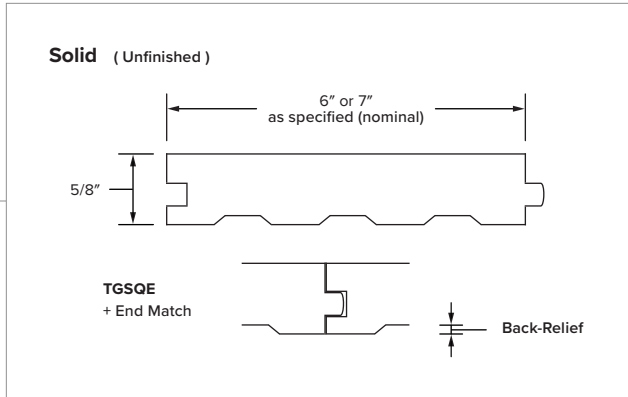 Solid ( Unfinished )
6″ or 7″
as specified (nominal)
5/8″
TGSQE
+ End Match
Back-Relief